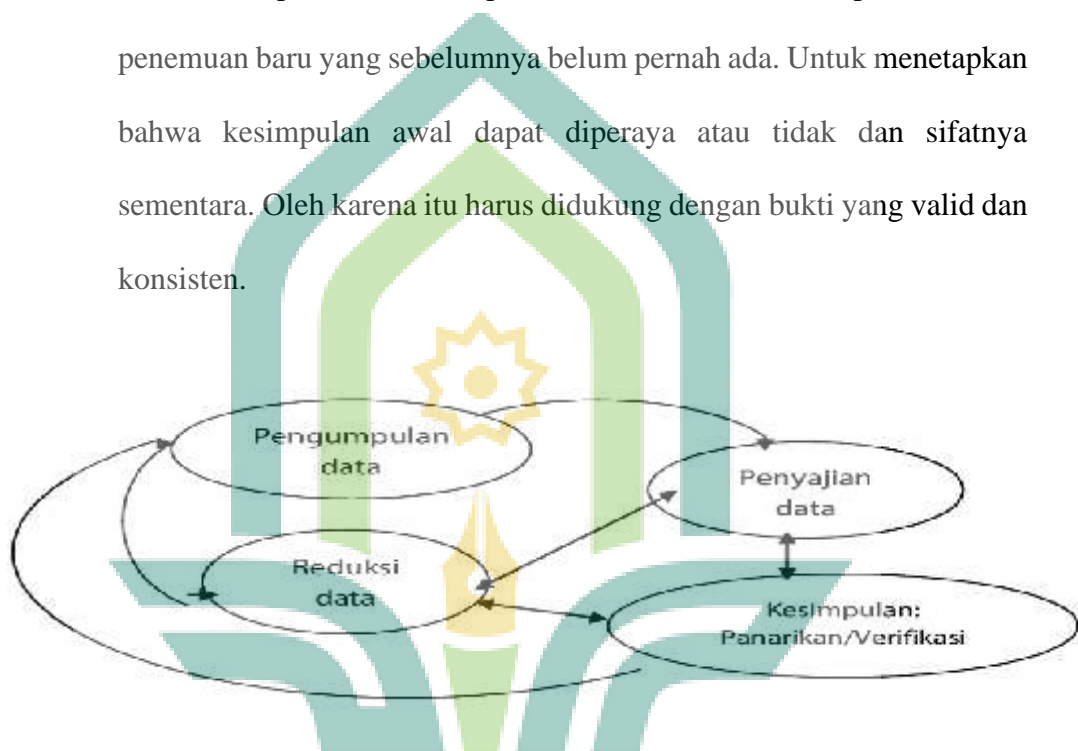 penemuan baru yang sebelumnya belum pernah ada. Untuk menetapkan
bahwa kesimpulan awal dapat diperaya atau tidak dan sifatnya
sementara. Oleh karena itu harus didukung dengan bukti yang valid dan
konsisten.
Pengumpulan
data
Penyajian
data
Reduksi
data
Kesimpulan:
Panarikan/Verifikasi